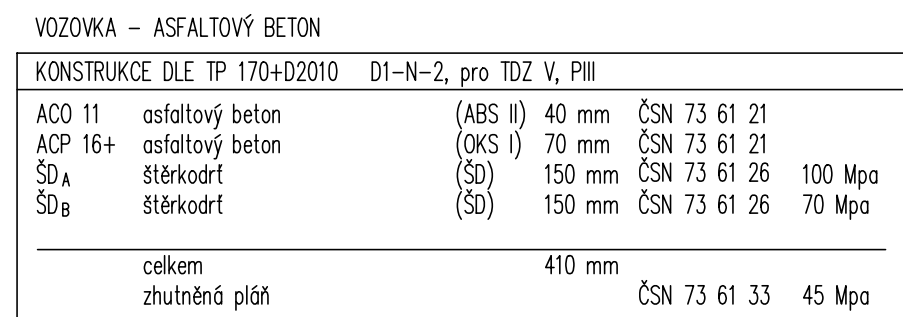 VOZOVKA – ASFALTOVÝ BETON
KONSTRUKCE DLE TP 170+D2010 D1–N–2, pro TDZ V, PIII
ACO 11 asfaltový beton (ABS II) 40 mm ČSN 73 61 21
ACP 16+ asfaltový beton (OKS I) 70 mm ČSN 73 61 21
ŠDA štěrkodrť (ŠD) 150 mm ČSN 73 61 26 100 Mpa
ŠDB štěrkodrť (ŠD) 150 mm ČSN 73 61 26 70 Mpa
celkem 410 mm
zhutněná pláň ČSN 73 61 33 45 Mpa